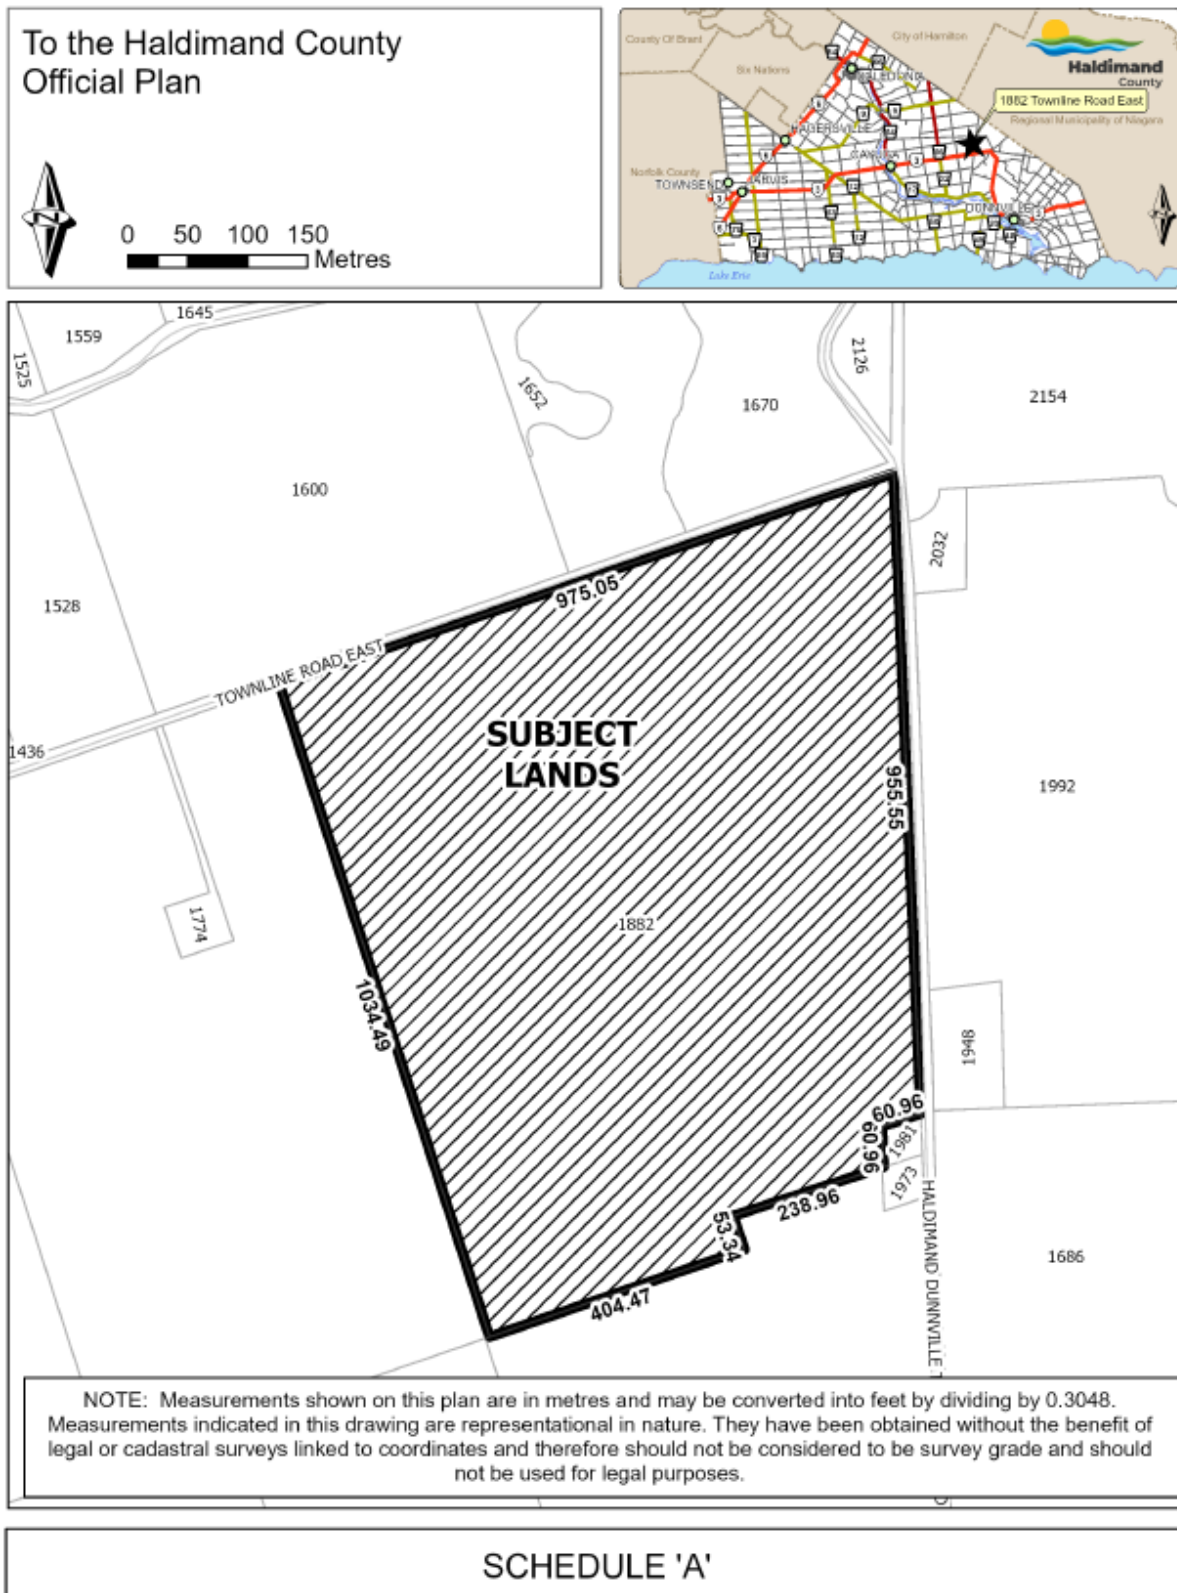 To the Haldimand County
Official Plan
N
0 50 100 150
Metres
County Of Brant
City of Hamilton
Six Nations
Haldimand
County
1882 Townline Road East
Regional Municipality of Niagara
HAGERSVILLE
Norfolk County
TOWNSEND
JARVIS
CAYUGA
DUNNVILLE
Lake Erie
1559
1645
1525
1652
1670
2126
2154
1600
2032
1528
975.05
TOWNLINE ROAD EAST
1436
SUBJECT
LANDS
955.55
1992
1882
1774
1034.49
1948
60.96
60.96
1981
1973
238.96
53.34
404.47
HALDIMAND DUNNVILLE
1686
NOTE: Measurements shown on this plan are in metres and may be converted into feet by dividing by 0.3048.
Measurements indicated in this drawing are representational in nature. They have been obtained without the benefit of
legal or cadastral surveys linked to coordinates and therefore should not be considered to be survey grade and should
not be used for legal purposes.
SCHEDULE 'A'